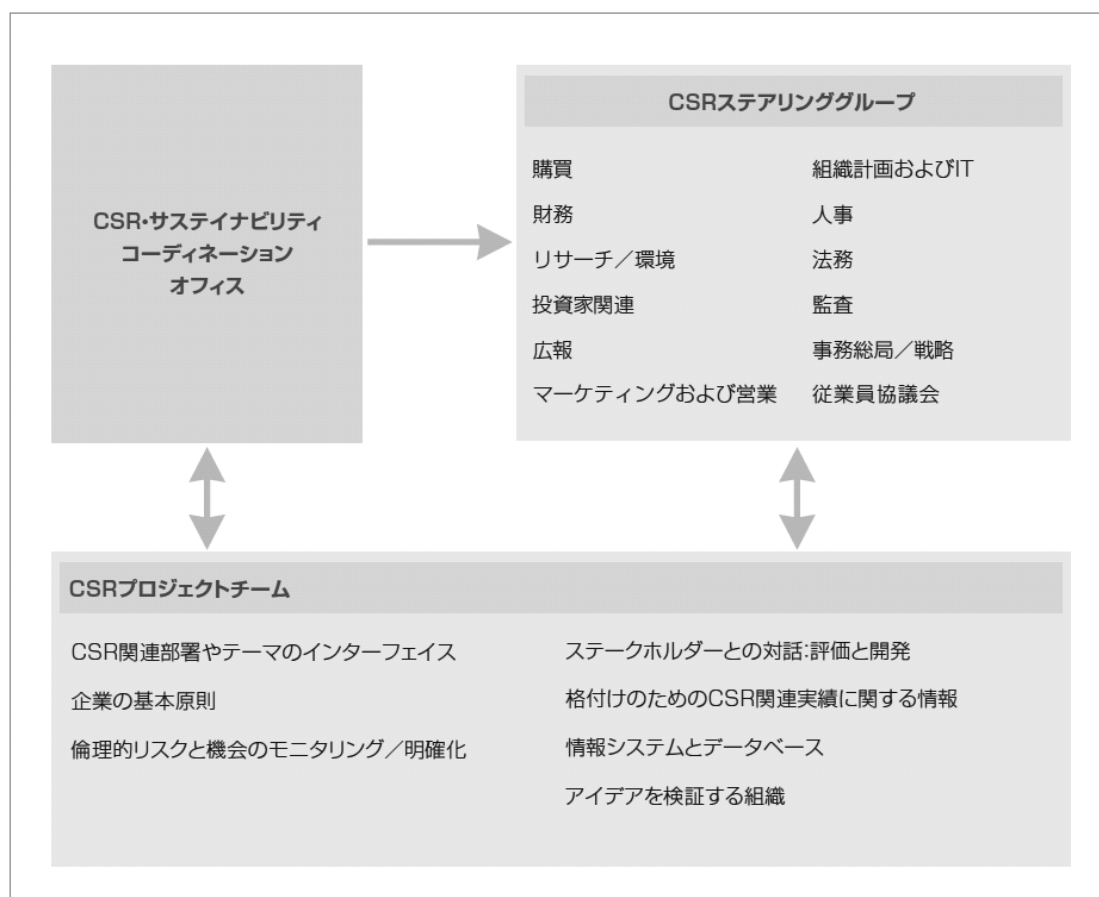 CSR・サステイナビリティ
コーディネーション
オフィス
CSRステアリンググループ
購買
財務
リサーチ／環境
投資家関連
広報
マーケティングおよび営業
組織計画およびIT
人事
法務
監査
事務総局／戦略
従業員協議会
CSRプロジェクトチーム
CSR関連部署やテーマのインターフェイス
企業の基本原則
倫理的リスクと機会のモニタリング／明確化
ステークホルダーとの対話:評価と開発
格付けのためのCSR関連実績に関する情報
情報システムとデータベース
アイデアを検証する組織